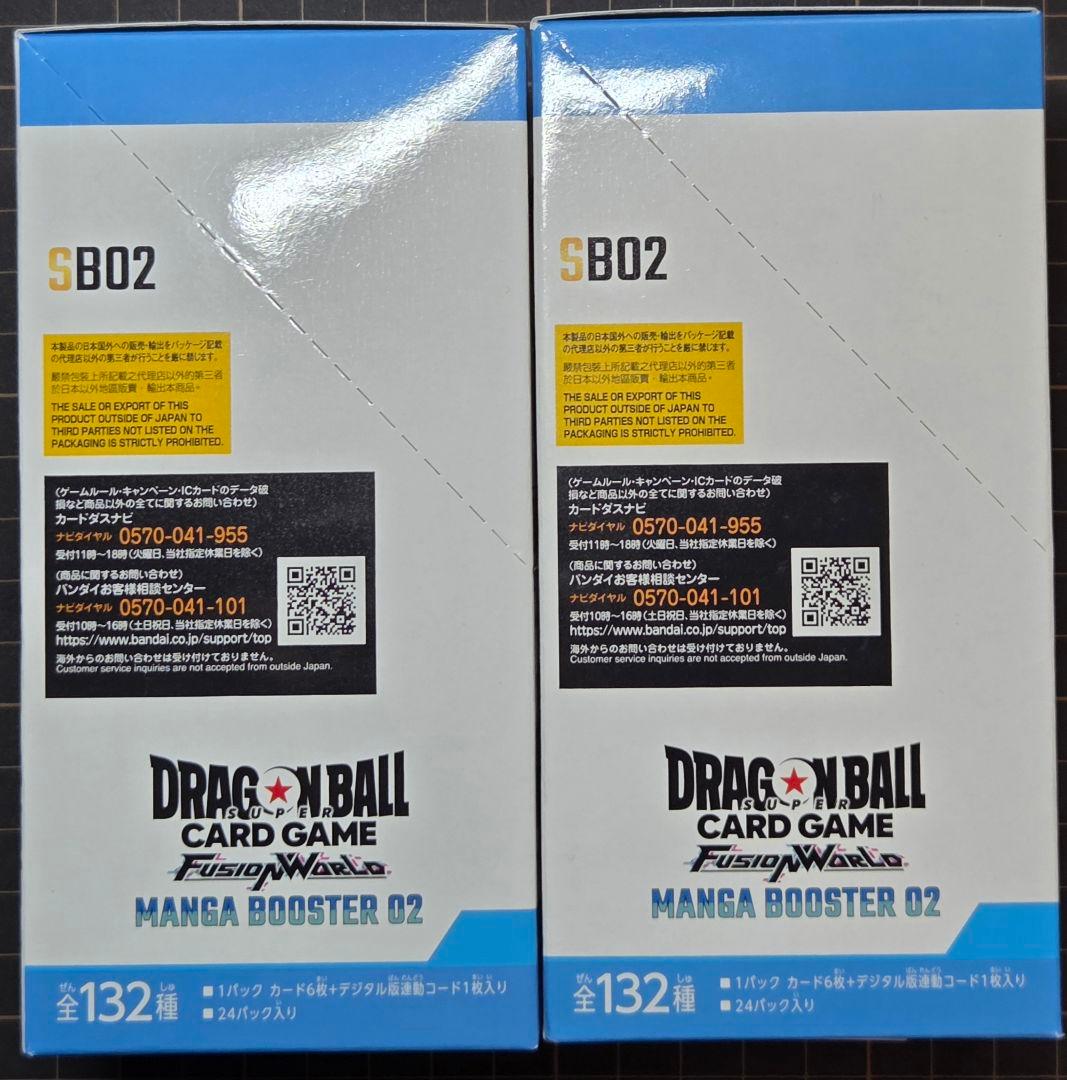 SB02
本製品の日本国外への販売・輸出をパッケージ記載
の代理店以外の第三者が行うことを厳に禁じます。
嚴禁包裝上所記載之代理店以外的第三者
於日本以外地區販賣・輸出本商品。
THE SALE OR EXPORT OF THIS
PRODUCT OUTSIDE OF JAPAN TO
THIRD PARTIES NOT LISTED ON THE
PACKAGING IS STRICTLY PROHIBITED.
(ゲームルール・キャンペーン・ICカードのデータ破
損など商品以外の全てに関するお問い合わせ)
カードダスナビ
ナビダイヤル 0570-041-955
受付11時〜18時(火曜日、当社指定休業日を除く)
(商品に関するお問い合わせ)
バンダイお客様相談センター
ナビダイヤル 0570-041-101
受付10時〜16時(土日祝日、当社指定休業日を除く)
https://www.bandai.co.jp/support/top
海外からのお問い合わせは受け付けておりません。
Customer service inquiries are not accepted from outside Japan.
DRAGON BALL
SUPER
CARD GAME
FUSION WORLD
MANGA BOOSTER 02
ぜん しゅ
全132種
まい ばんれんどう まい い
■1パック カード6枚+デジタル版連動コード1枚入り
い
■24パック入り
SB02
本製品の日本国外への販売・輸出をパッケージ記載
の代理店以外の第三者が行うことを厳に禁じます。
嚴禁包裝上所記載之代理店以外的第三者
於日本以外地區販賣・輸出本商品。
THE SALE OR EXPORT OF THIS
PRODUCT OUTSIDE OF JAPAN TO
THIRD PARTIES NOT LISTED ON THE
PACKAGING IS STRICTLY PROHIBITED.
(ゲームルール・キャンペーン・ICカードのデータ破
損など商品以外の全てに関するお問い合わせ)
カードダスナビ
ナビダイヤル 0570-041-955
受付11時〜18時(火曜日、当社指定休業日を除く)
(商品に関するお問い合わせ)
バンダイお客様相談センター
ナビダイヤル 0570-041-101
受付10時〜16時(土日祝日、当社指定休業日を除く)
https://www.bandai.co.jp/support/top
海外からのお問い合わせは受け付けておりません。
Customer service inquiries are not accepted from outside Japan.
DRAGON BALL
SUPER
CARD GAME
FUSION WORLD
MANGA BOOSTER 02
ぜん しゅ
全132種
まい ばんれんどう まい い
■1パック カード6枚+デジタル版連動コード1枚入り
い
■24パック入り